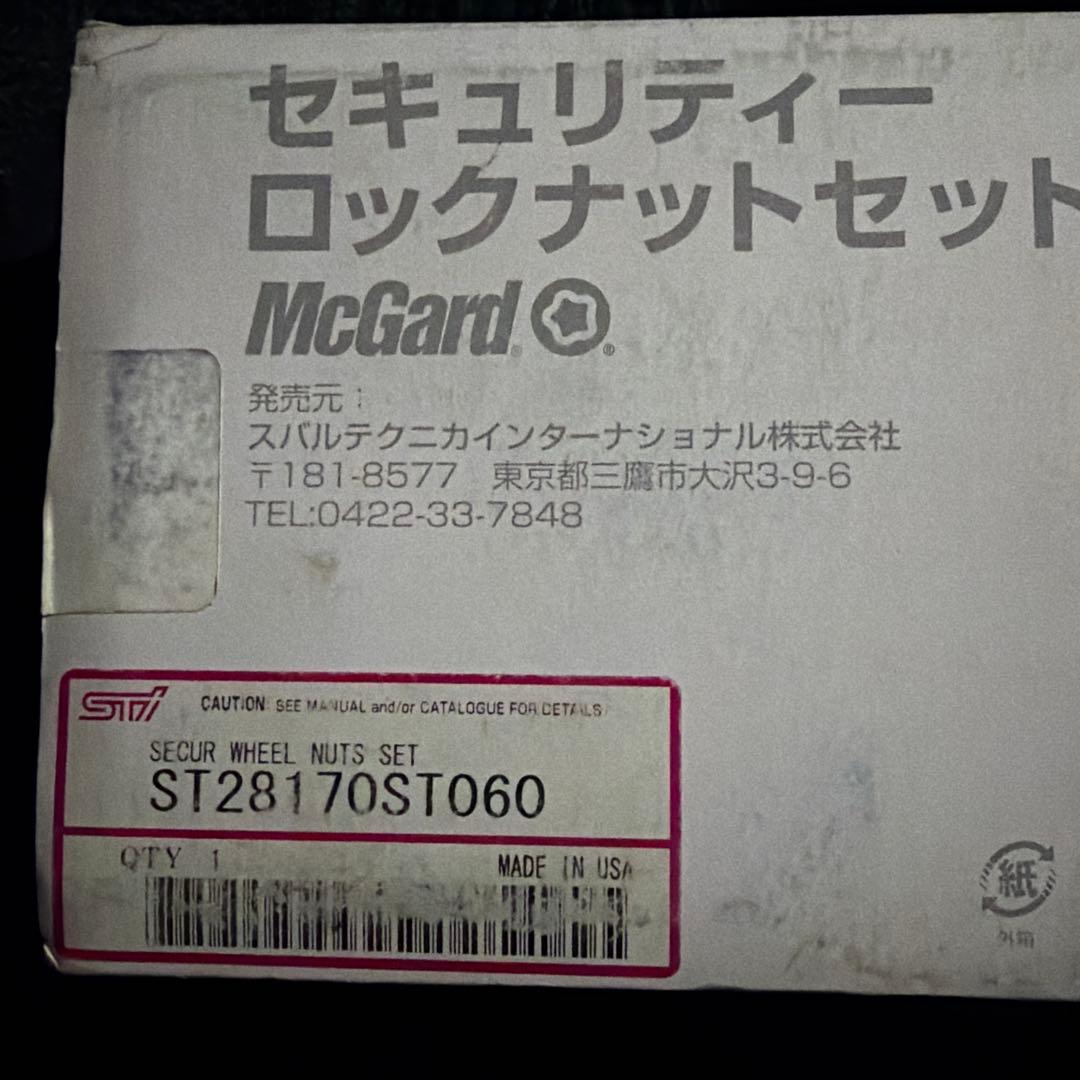 セキュリティー
ロックナットセット
McGard®
発売元：
スバルテクニカインターナショナル株式会社
〒181-8577 東京都三鷹市大沢3-9-6
TEL:0422-33-7848
STI CAUTION: SEE MANUAL and/or CATALOGUE FOR DETAILS
SECUR WHEEL NUTS SET
ST28170ST060
QTY 1 MADE IN USA
紙
外箱